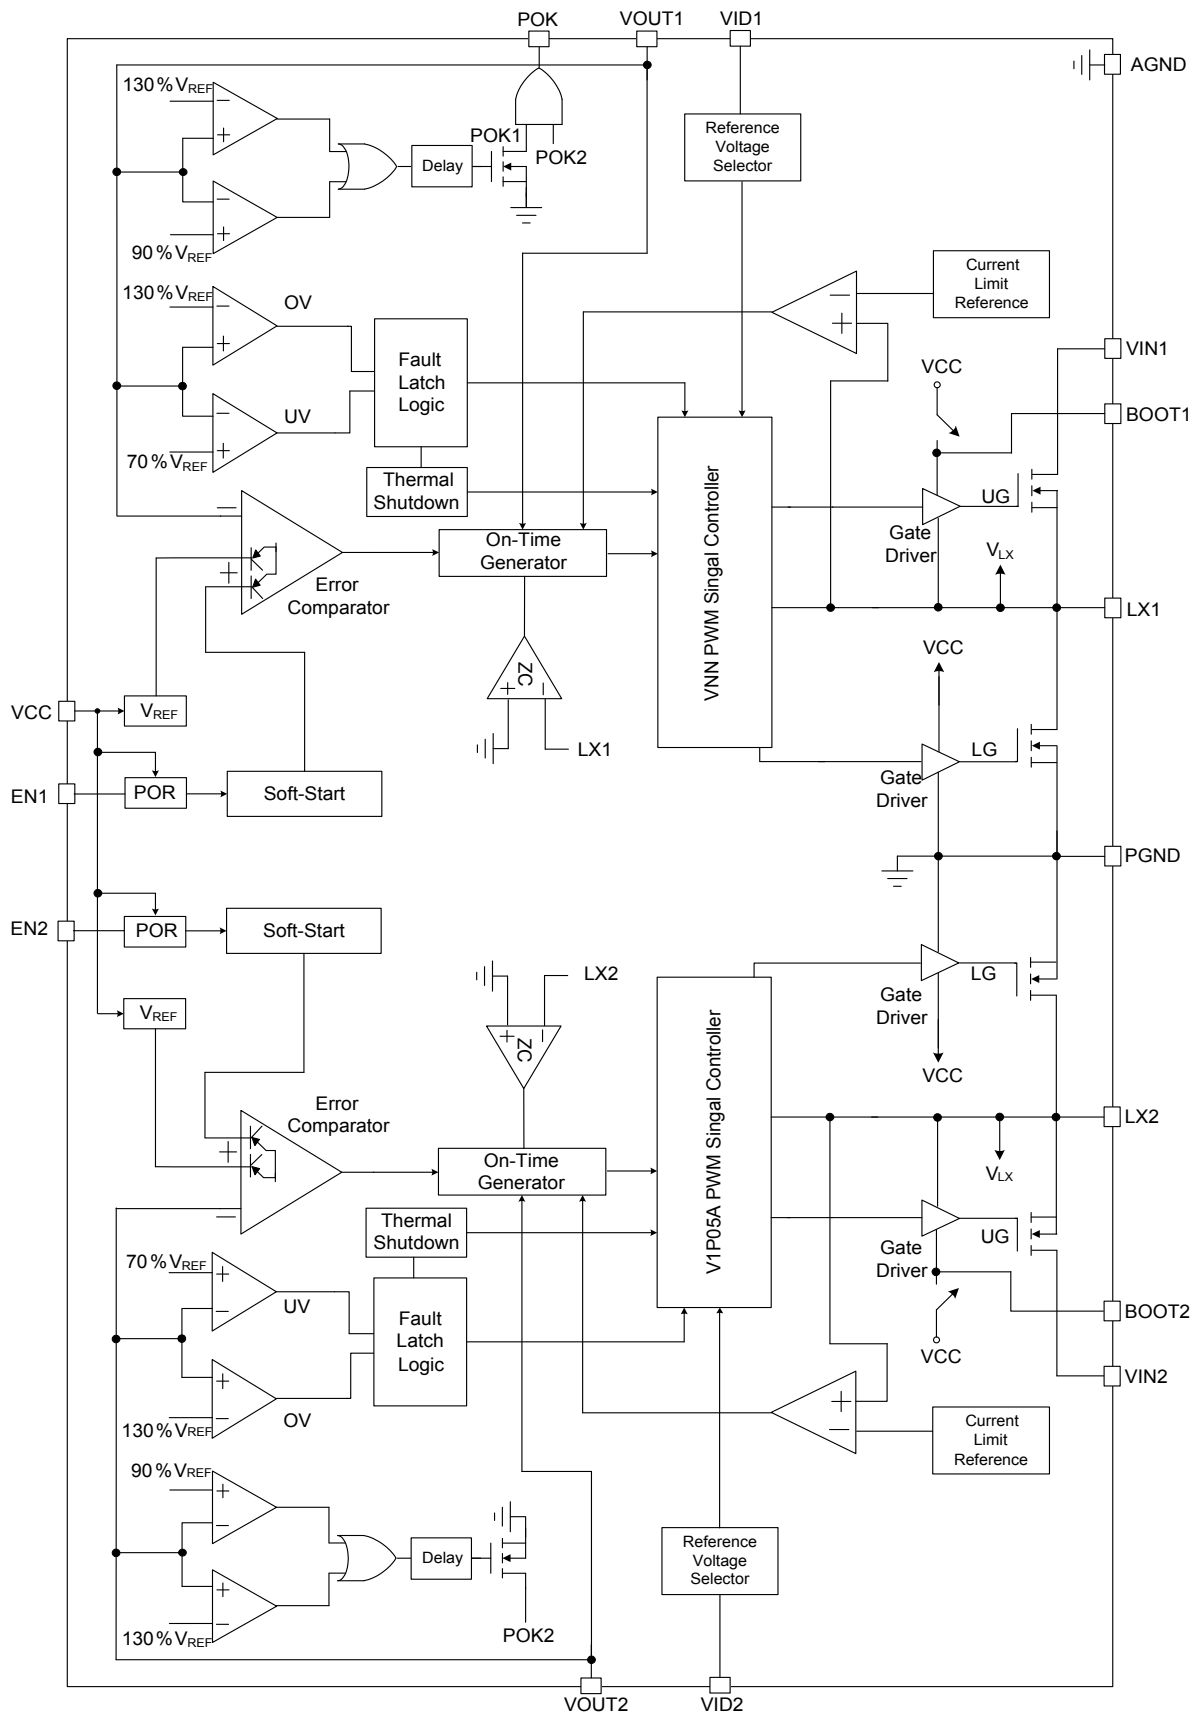 POK
VOUT1
VID1
AGND
130% VREF
−
+
POK1
POK2
Delay
Reference
Voltage
Selector
−
+
90% VREF
130% VREF
−
+
OV
Fault
Latch
Logic
−
+
UV
70% VREF
Thermal
Shutdown
−
+
Current
Limit
Reference
VIN1
VCC
BOOT1
UG
Gate
Driver
VLX
LX1
VNN PWM Singal Controller
−
+
Error
Comparator
On-Time
Generator
ZC
+
−
LX1
VCC
VREF
VCC
LG
Gate
Driver
EN1
POR
Soft-Start
PGND
EN2
POR
Soft-Start
LX2
+
−
ZC
VREF
LG
Gate
Driver
VCC
V1P05A PWM Singal Controller
Error
Comparator
+
−
On-Time
Generator
LX2
VLX
UG
Gate
Driver
Thermal
Shutdown
70% VREF
+
−
UV
Fault
Latch
Logic
BOOT2
VCC
VIN2
+
−
OV
130% VREF
+
−
Current
Limit
Reference
90% VREF
+
−
Delay
Reference
Voltage
Selector
+
−
130% VREF
POK2
VOUT2
VID2